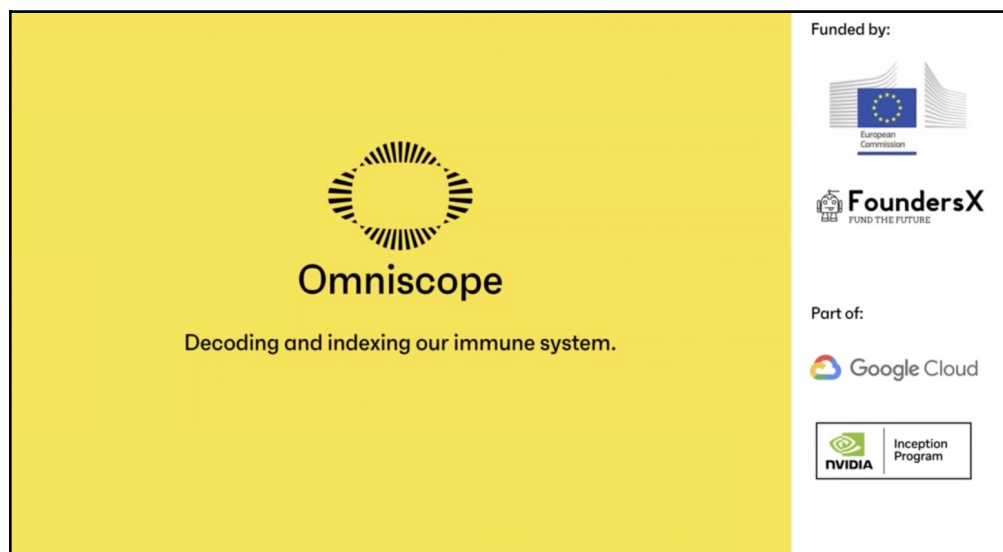 Omniscope
Decoding and indexing our immune system.
Funded by:
European
Commission
FoundersX
FUND THE FUTURE
Part of:
Google Cloud
NVIDIA
Inception
Program